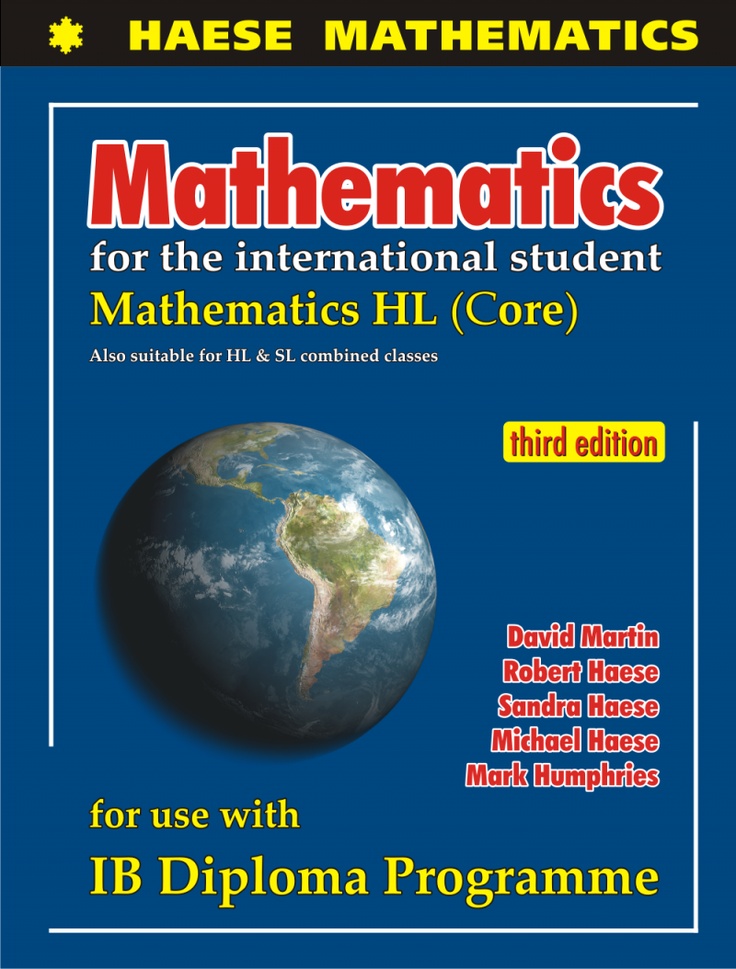 HAESE MATHEMATICS
Mathematics
for the international student
Mathematics HL (Core)
Also suitable for HL & SL combined classes
third edition
David Martin
Robert Haese
Sandra Haese
Michael Haese
Mark Humphries
for use with
IB Diploma Programme